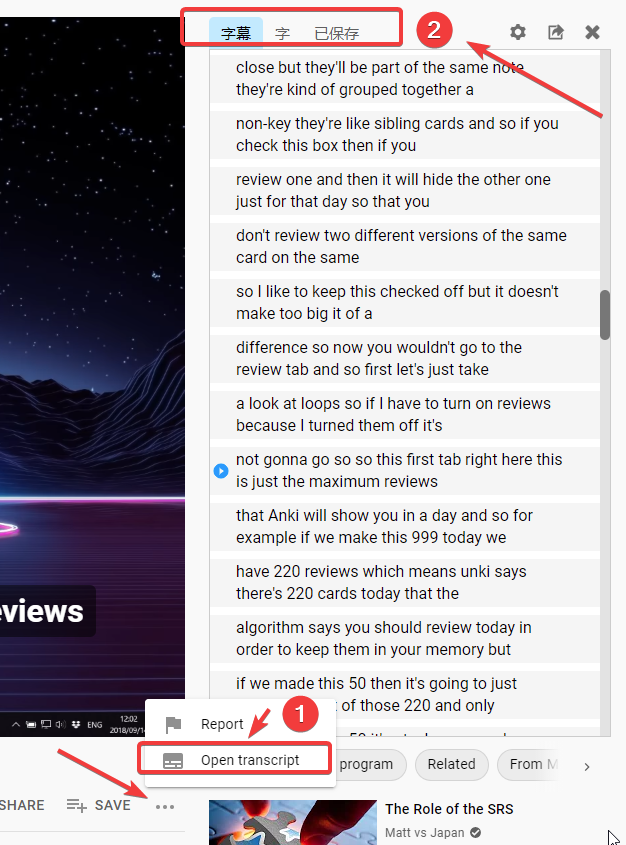 字幕 字 已保存
2
close but they'll be part of the same note
they're kind of grouped together a
non-key they're like sibling cards and so if you
check this box then if you
review one and then it will hide the other one
just for that day so that you
don't review two different versions of the same
card on the same
so I like to keep this checked off but it doesn't
make too big it of a
difference so now you wouldn't go to the
review tab and so first let's just take
a look at loops so if I have to turn on reviews
because I turned them off it's
not gonna go so so this first tab right here this
is just the maximum reviews
that Anki will show you in a day and so for
example if we make this 999 today we
have 220 reviews which means unki says
there's 220 cards today that the
algorithm says you should review today in
order to keep them in your memory but
if we made this 50 then it's going to just
of those 220 and only
eviews
ENG
12:02
2018/09/1
Report
1
Open transcript
program
Related
From M
SHARE
SAVE
The Role of the SRS
Matt vs Japan